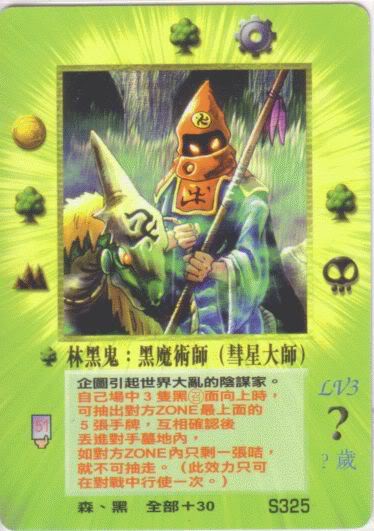 林黑鬼：黑魔術師（彗星大師）
企圖引起世界大亂的陰謀家。
自己場中3隻黑召面向上時，
可抽出對方ZONE最上面的
5張手牌，互相確認後
丟進對手墓地內，
如對方ZONE內只剩一張咭，
就不可抽走。（此效力只可
在對戰中行使一次。）
LV3
?
?歲
51
森、黑 全部+30
S325